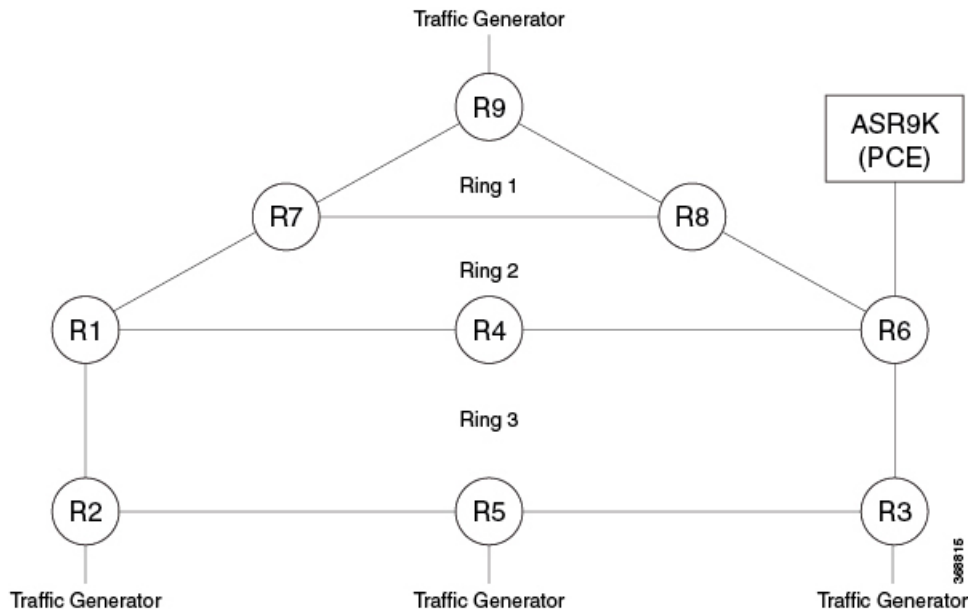 Traffic Generator
R9
ASR9K
(PCE)
Ring 1
R7
R8
Ring 2
R1
R4
R6
Ring 3
R2
R5
R3
368815
Traffic Generator
Traffic Generator
Traffic Generator